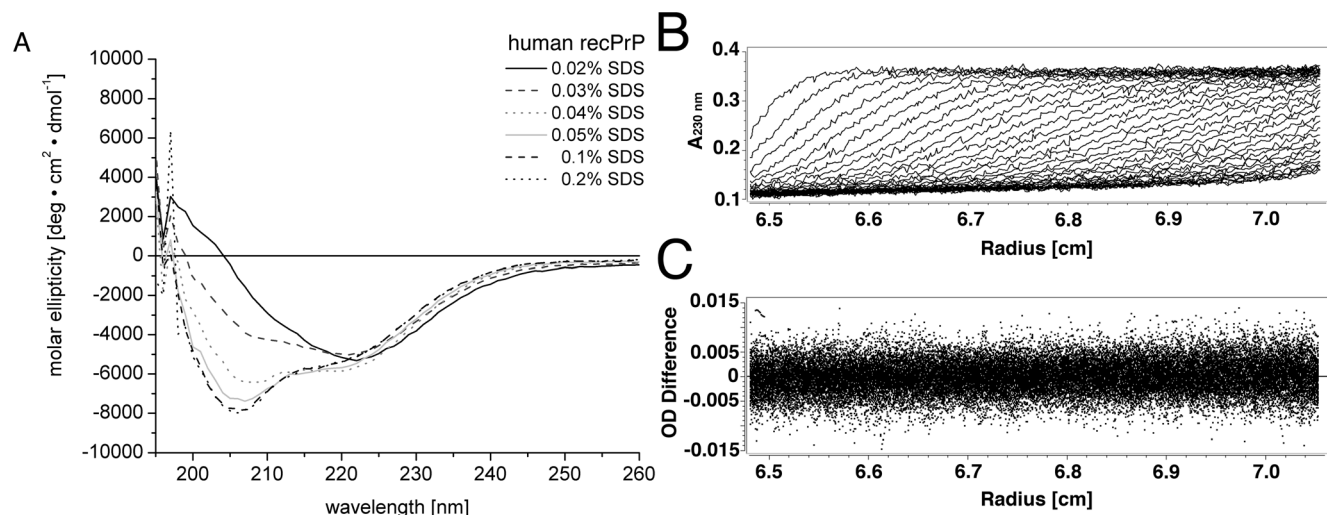 A
human recPrP
0.02% SDS
0.03% SDS
0.04% SDS
0.05% SDS
0.1% SDS
0.2% SDS
molar ellipticity [deg • cm² • dmol⁻¹]
10000
8000
6000
4000
2000
0
-2000
-4000
-6000
-8000
-10000
200 210 220 230 240 250 260
wavelength [nm]
B
A230 nm
0.4
0.3
0.2
0.1
6.5 6.6 6.7 6.8 6.9 7.0
Radius [cm]
C
OD Difference
0.015
0.005
0
-0.005
-0.015
6.5 6.6 6.7 6.8 6.9 7.0
Radius [cm]